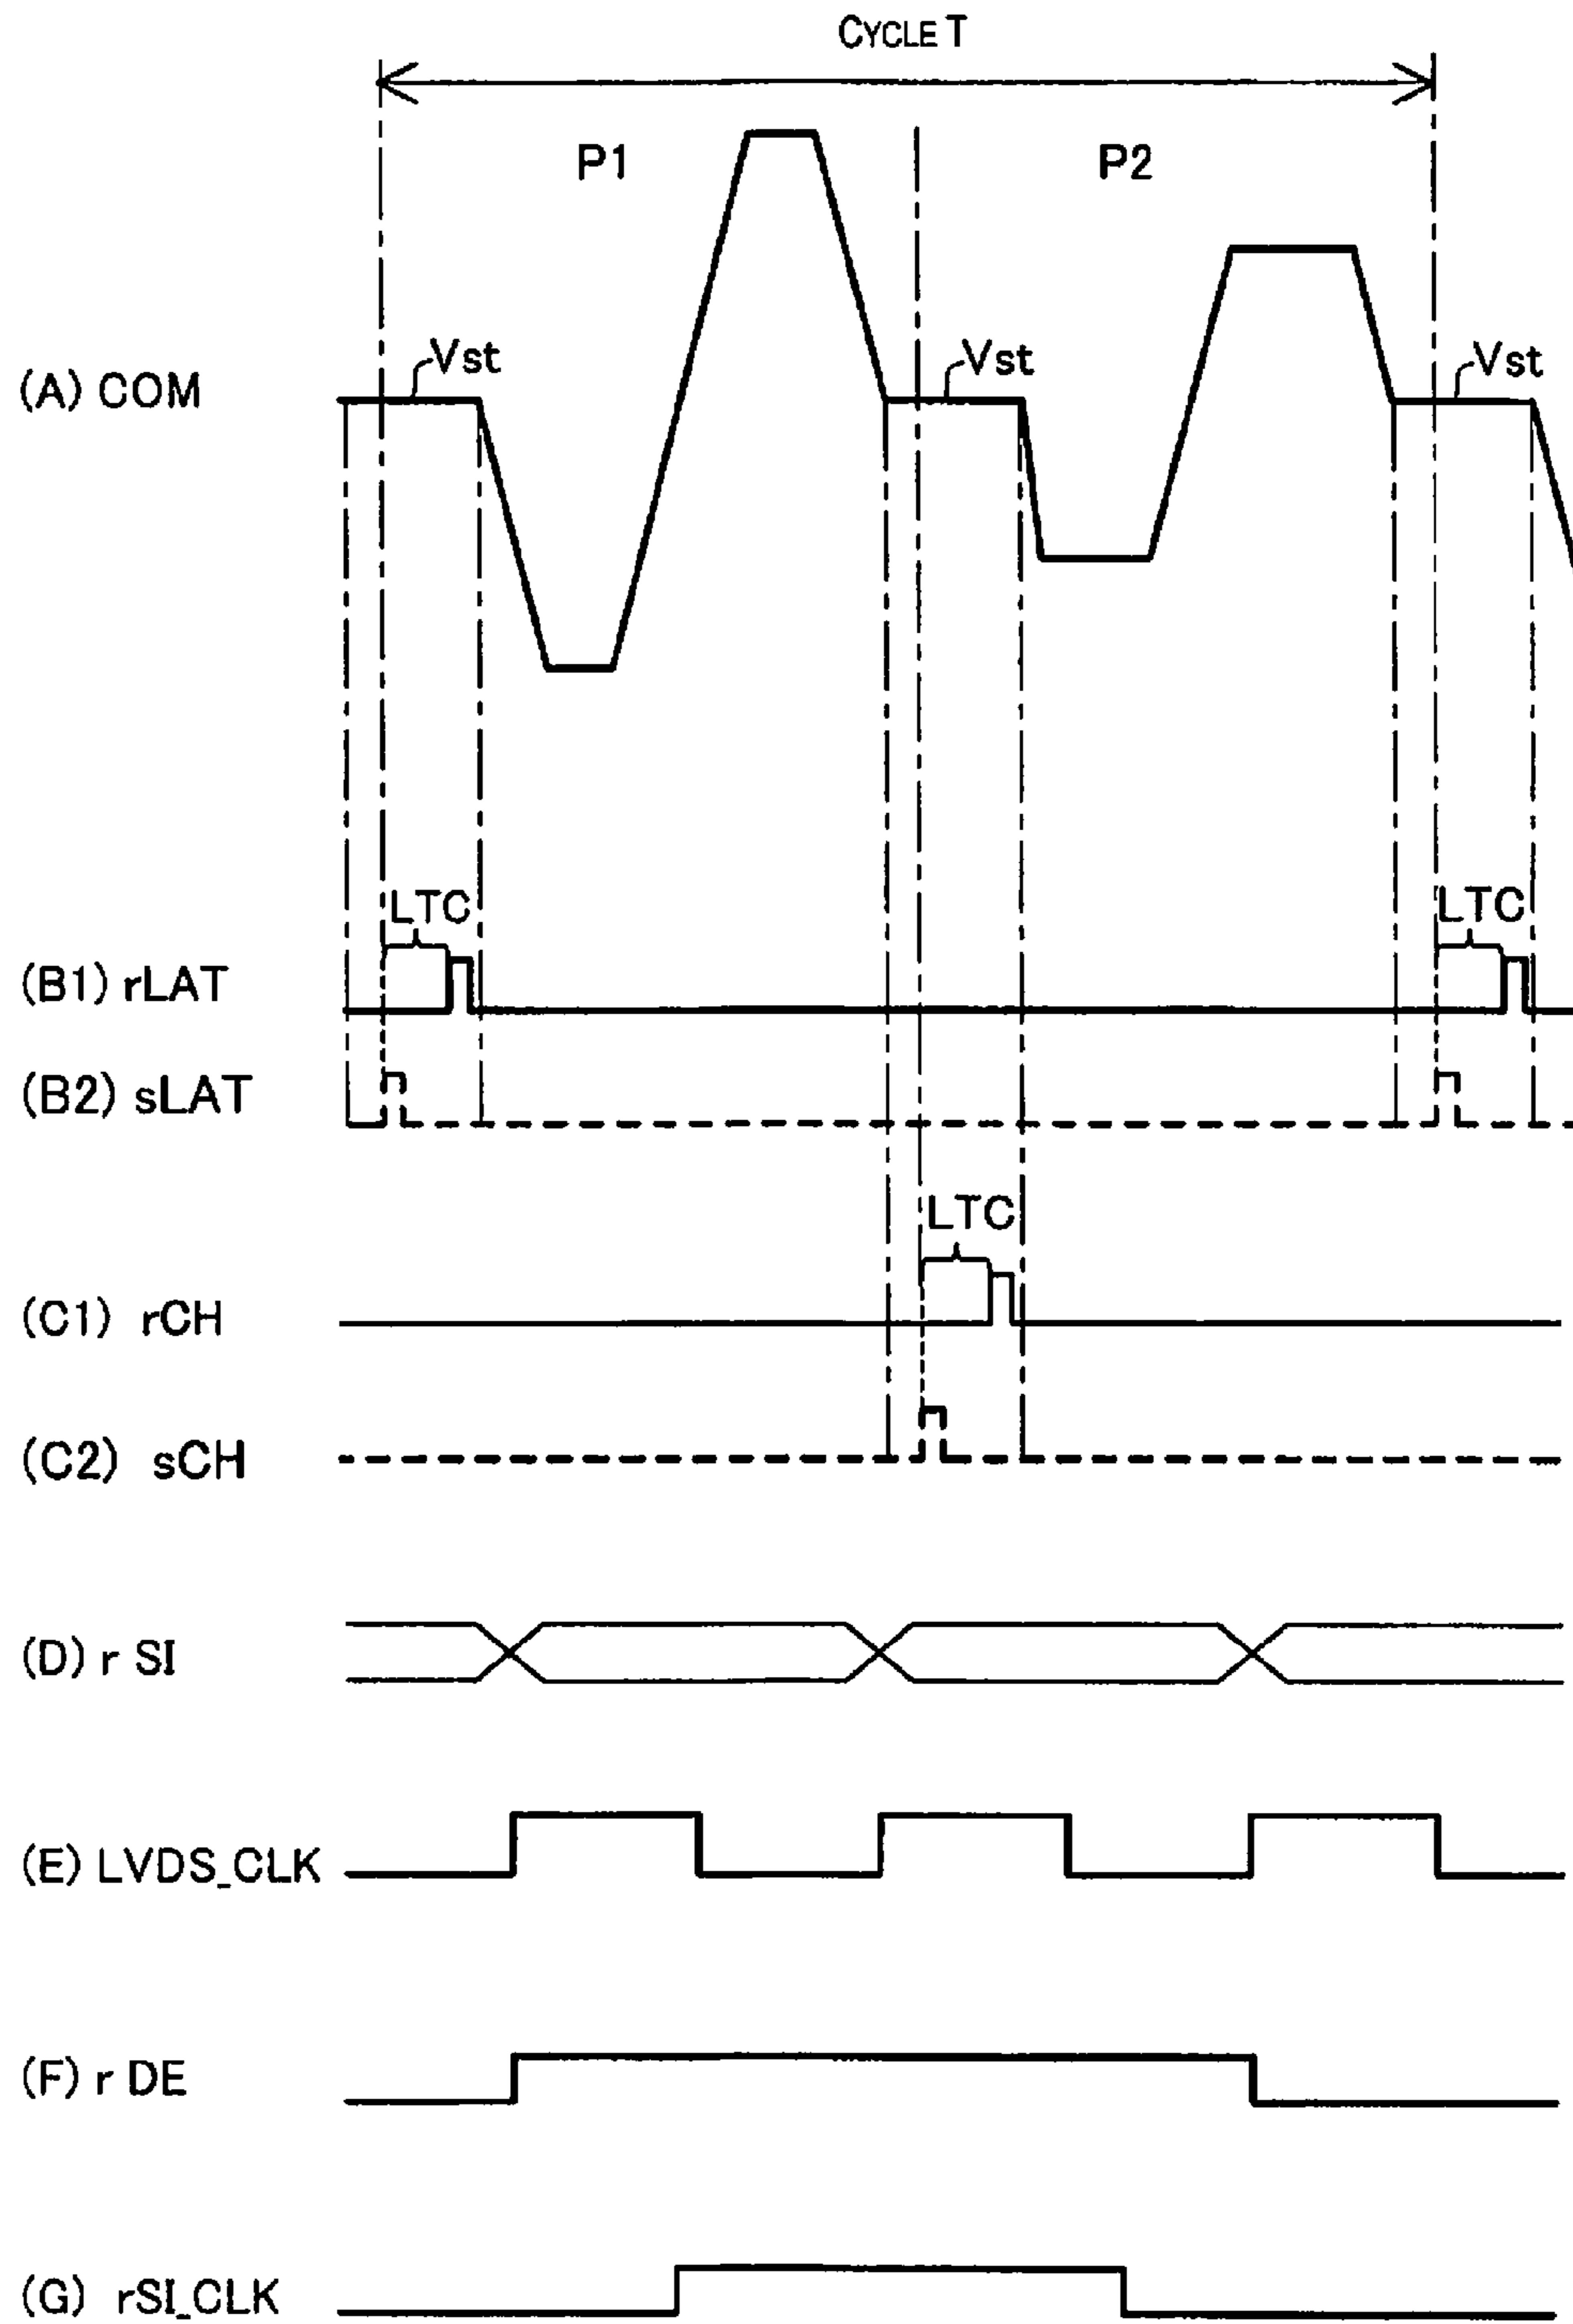 CYCLE T
P1 P2
Vst Vst Vst
(A) COM
LTC LTC
(B1) rLAT
(B2) sLAT
LTC
(C1) rCH
(C2) sCH
(D) r SI
(E) LVDS_CLK
(F) r DE
(G) rSI_CLK